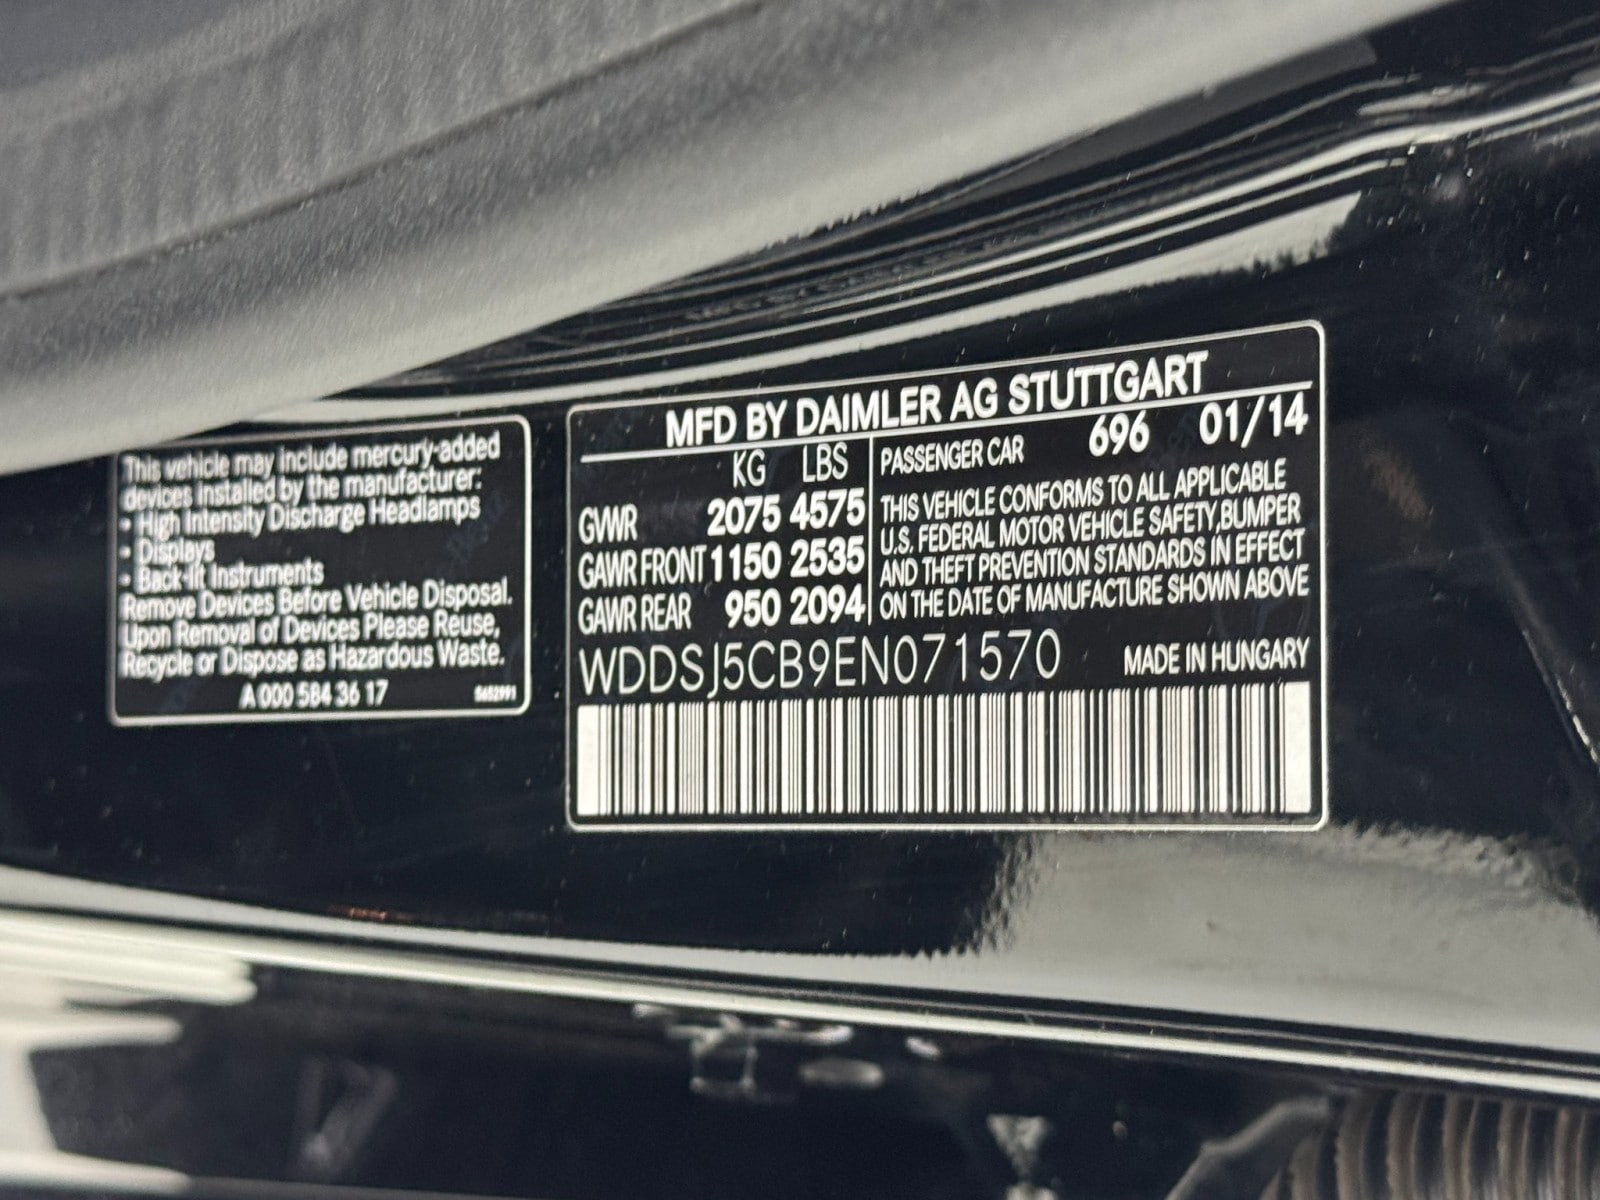 This vehicle may include mercury-added
devices installed by the manufacturer:
• High Intensity Discharge Headlamps
• Displays
• Back-lit Instruments
Remove Devices Before Vehicle Disposal.
Upon Removal of Devices Please Reuse,
Recycle or Dispose as Hazardous Waste.
A 000 584 36 17
MFD BY DAIMLER AG STUTTGART
KG LBS
GVWR 2075 4575
GAWR FRONT 1150 2535
GAWR REAR 950 2094
PASSENGER CAR 696 01/14
THIS VEHICLE CONFORMS TO ALL APPLICABLE
U.S. FEDERAL MOTOR VEHICLE SAFETY,BUMPER
AND THEFT PREVENTION STANDARDS IN EFFECT
ON THE DATE OF MANUFACTURE SHOWN ABOVE
WDDSJ5CB9EN071570 MADE IN HUNGARY